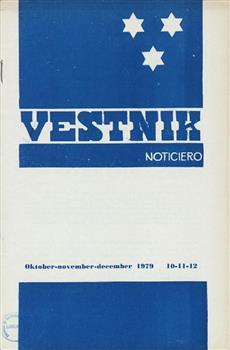 VESTNIK
NOTICIERO
Oktober-november-december 1979 10-11-12